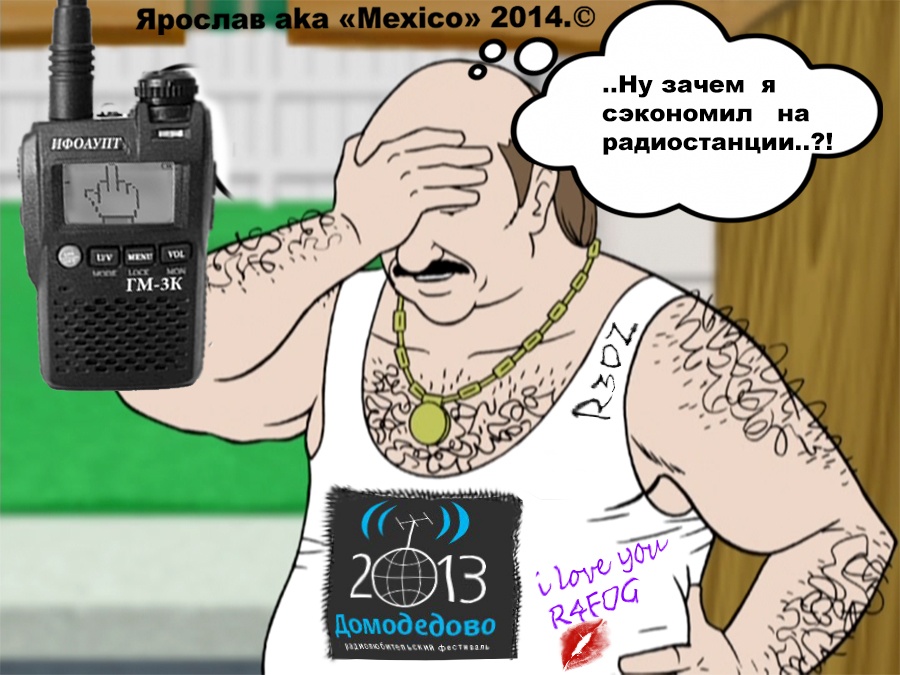 Ярослав aka «Mexico» 2014.©
..Ну зачем я
сэкономил на
радиостанции..?!
ИФОАУПТ
LV/V MENU VOL
MODE LOCK MON
ГМ-3К
R3DZ
2013
Домодедово
радиолюбительский фестиваль
i love you
R4FOG